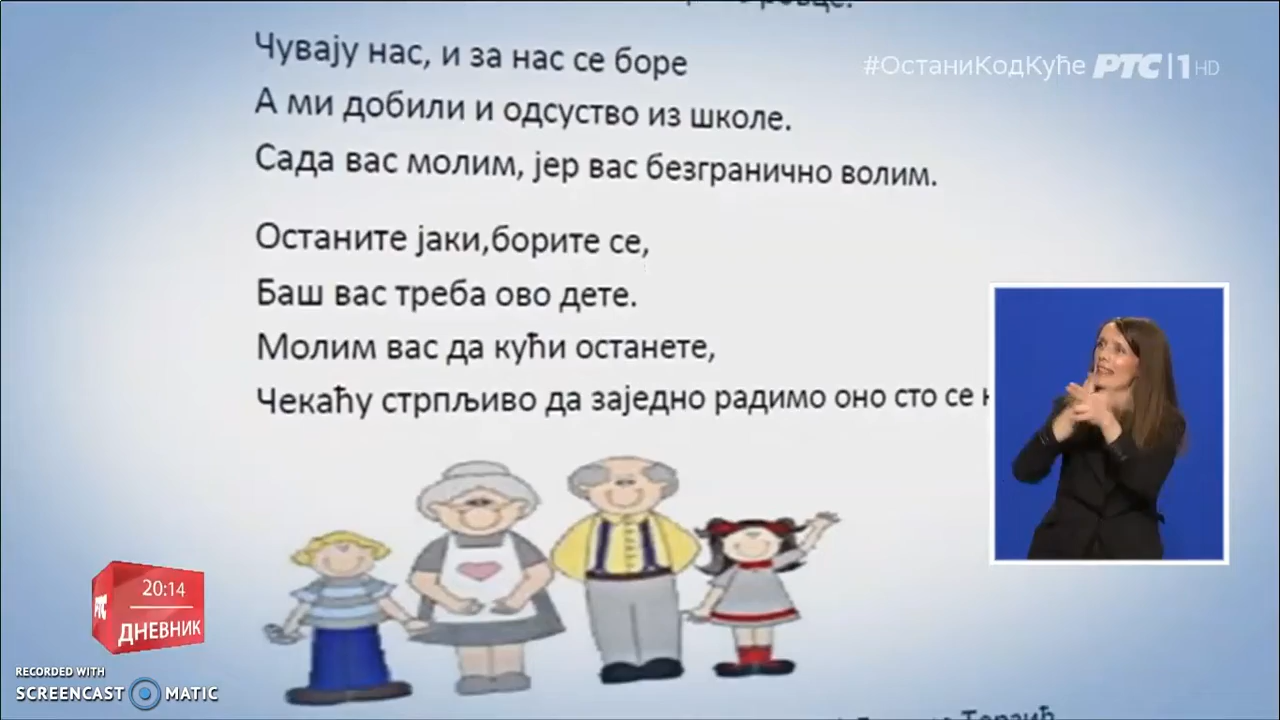 Чувају нас, и за нас се боре
А ми добили и одсуство из школе.
Сада вас молим, јер вас безгранично волим.
Останите јаки,борите се,
Баш вас треба ово дете.
Молим вас да кући останете,
Чекаћу стрпљиво да заједно радимо оно сто се
#ОстаниКодКуће РТС|1HD
20:14
РТС
ДНЕВНИК
RECORDED WITH
SCREENCAST MATIC